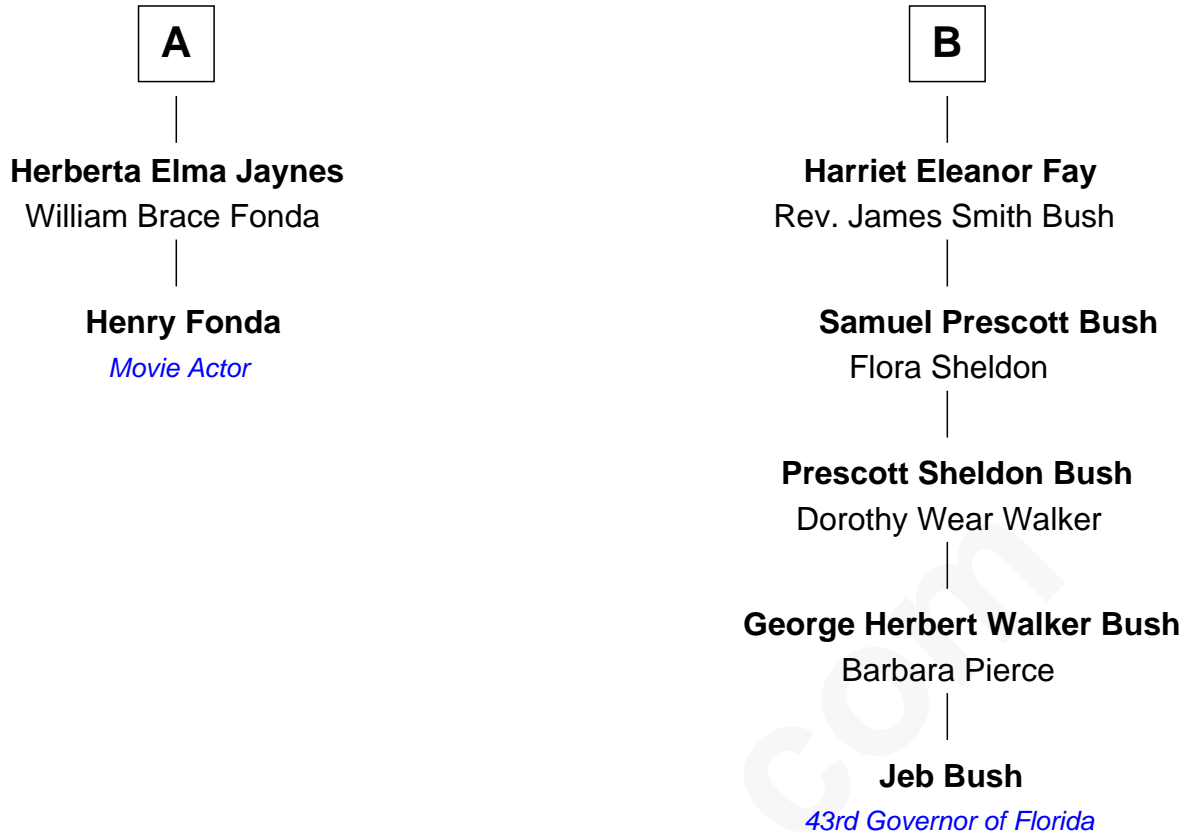 A
Herberta Elma Jaynes
William Brace Fonda
Henry Fonda
Movie Actor
B
Harriet Eleanor Fay
Rev. James Smith Bush
Samuel Prescott Bush
Flora Sheldon
Prescott Sheldon Bush
Dorothy Wear Walker
George Herbert Walker Bush
Barbara Pierce
Jeb Bush
43rd Governor of Florida
com